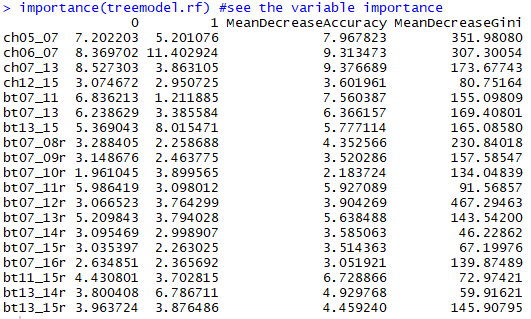 > importance(treemodel.rf) #see the variable importance
0 1 MeanDecreaseAccuracy MeanDecreaseGini
ch05_07 7.202203 5.201076 7.967823 351.98080
ch06_07 8.369702 11.402924 9.313473 307.30054
ch07_13 8.527303 3.863105 9.376689 173.67743
ch12_15 3.074672 2.950725 3.601961 80.75164
bt07_11 6.836213 1.211885 7.560387 155.09809
bt07_13 6.238629 3.385584 6.366157 169.40801
bt13_15 5.369043 8.015471 5.777114 165.08580
bt07_08r 3.288405 2.258688 4.352566 230.84018
bt07_09r 3.148676 2.463775 3.520286 157.58547
bt07_10r 1.961045 3.899565 2.183724 134.04839
bt07_11r 5.986419 3.098012 5.927089 91.56857
bt07_12r 3.066523 3.764299 3.904269 467.29463
bt07_13r 5.209843 3.794028 5.638488 143.54200
bt07_14r 3.095469 2.998907 3.585063 46.22862
bt07_15r 3.035397 2.263025 3.514363 67.19976
bt07_16r 2.634851 2.365692 3.051921 139.87489
bt11_15r 4.430801 3.702815 6.728866 72.97421
bt13_14r 3.800408 6.786711 4.929768 59.91621
bt13_15r 3.963724 3.876486 4.459240 145.90795